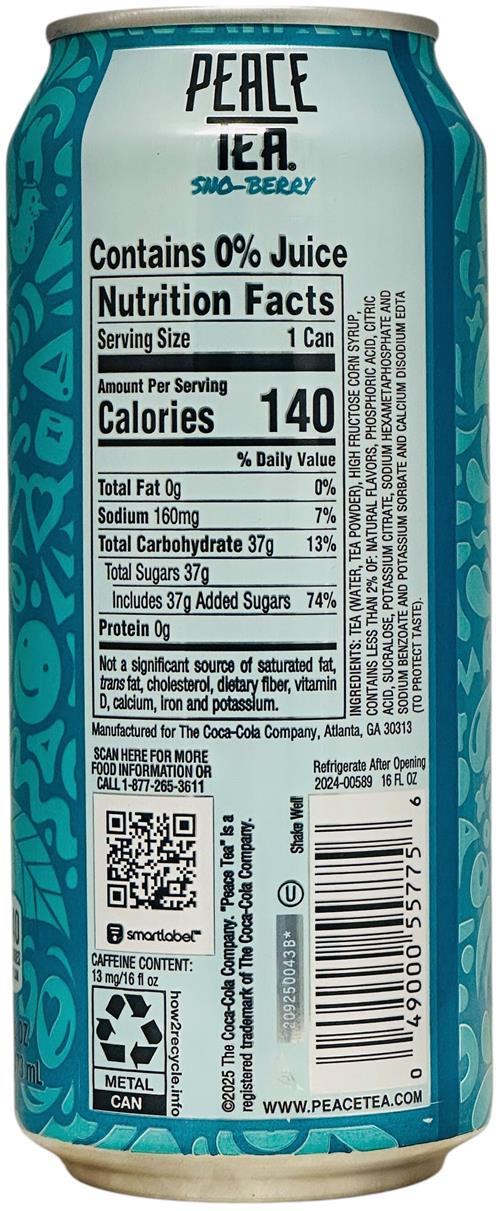 PEACE
TEA.
SNO-BERRY
Contains 0% Juice
Nutrition Facts
Serving Size 1 Can
Amount Per Serving
Calories 140
% Daily Value
Total Fat 0g 0%
Sodium 160mg 7%
Total Carbohydrate 37g 13%
Total Sugars 37g
Includes 37g Added Sugars 74%
Protein 0g
Not a significant source of saturated fat,
trans fat, cholesterol, dietary fiber, vitamin
D, calcium, iron and potassium.
INGREDIENTS: TEA (WATER, TEA POWDER), HIGH FRUCTOSE CORN SYRUP,
CONTAINS LESS THAN 2% OF: NATURAL FLAVORS, PHOSPHORIC ACID, CITRIC
ACID, SUCRALOSE, POTASSIUM CITRATE, SODIUM HEXAMETAPHOSPHATE AND
SODIUM BENZOATE AND POTASSIUM SORBATE AND CALCIUM DISODIUM EDTA
(TO PROTECT TASTE).
Manufactured for The Coca-Cola Company, Atlanta, GA 30313
SCAN HERE FOR MORE
FOOD INFORMATION OR
CALL 1-877-265-3611
smartlabel™
CAFFEINE CONTENT:
13 mg/16 fl oz
METAL
CAN
how2recycle.info
©2025 The Coca-Cola Company. "Peace Tea" is a
registered trademark of The Coca-Cola Company.
Refrigerate After Opening
2024-00589 16 FL OZ
Shake Well
U
209250043B*
0 49000 55775 6
WWW.PEACETEA.COM